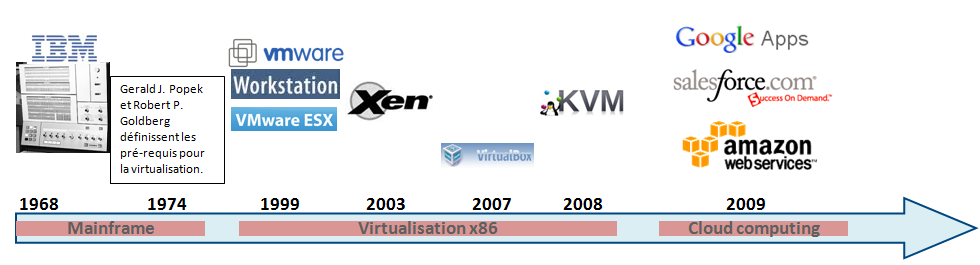 IBM
Gerald J. Popek
et Robert P.
Goldberg
définissent les
pré-requis pour
la virtualisation.
vmware
Workstation
VMware ESX
Xen
VirtualBox
KVM
Google Apps
salesforce.com
Success On Demand.™
amazon
web services™
1968
1974
1999
2003
2007
2008
2009
Mainframe
Virtualisation x86
Cloud computing